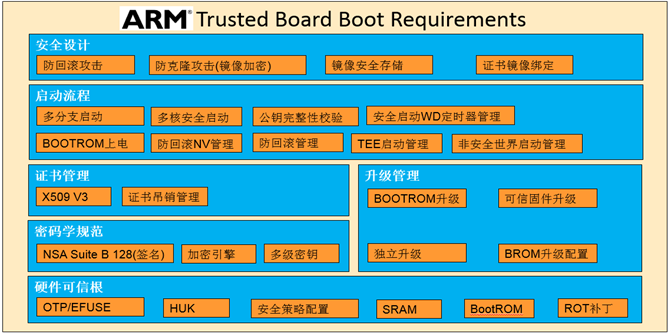 ARM® Trusted Board Boot Requirements
安全设计
防回滚攻击 防克隆攻击(镜像加密) 镜像安全存储 证书镜像绑定
启动流程
多分支启动 多核安全启动 公钥完整性校验 安全启动WD定时器管理
BOOTROM上电 防回滚NV管理 防回滚管理 TEE启动管理 非安全世界启动管理
证书管理
X509 V3 证书吊销管理
密码学规范
NSA Suite B 128(签名) 加密引擎 多级密钥
升级管理
BOOTROM升级 可信固件升级
独立升级 BROM升级配置
硬件可信根
OTP/EFUSE HUK 安全策略配置 SRAM BootROM ROT补丁